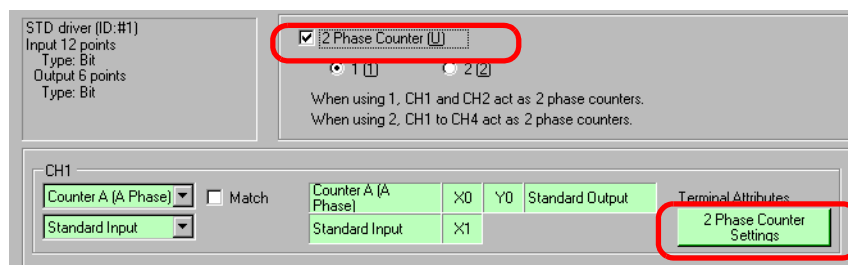 STD driver (ID:#1)
Input 12 points
Type: Bit
Output 6 points
Type: Bit
2 Phase Counter (U)
1 (1)
2 (2)
When using 1, CH1 and CH2 act as 2 phase counters.
When using 2, CH1 to CH4 act as 2 phase counters.
CH1
Counter A (A Phase)
Match
Counter A (A
Phase)
X0
Y0
Standard Output
Terminal Attributes
Standard Input
Standard Input
X1
2 Phase Counter
Settings